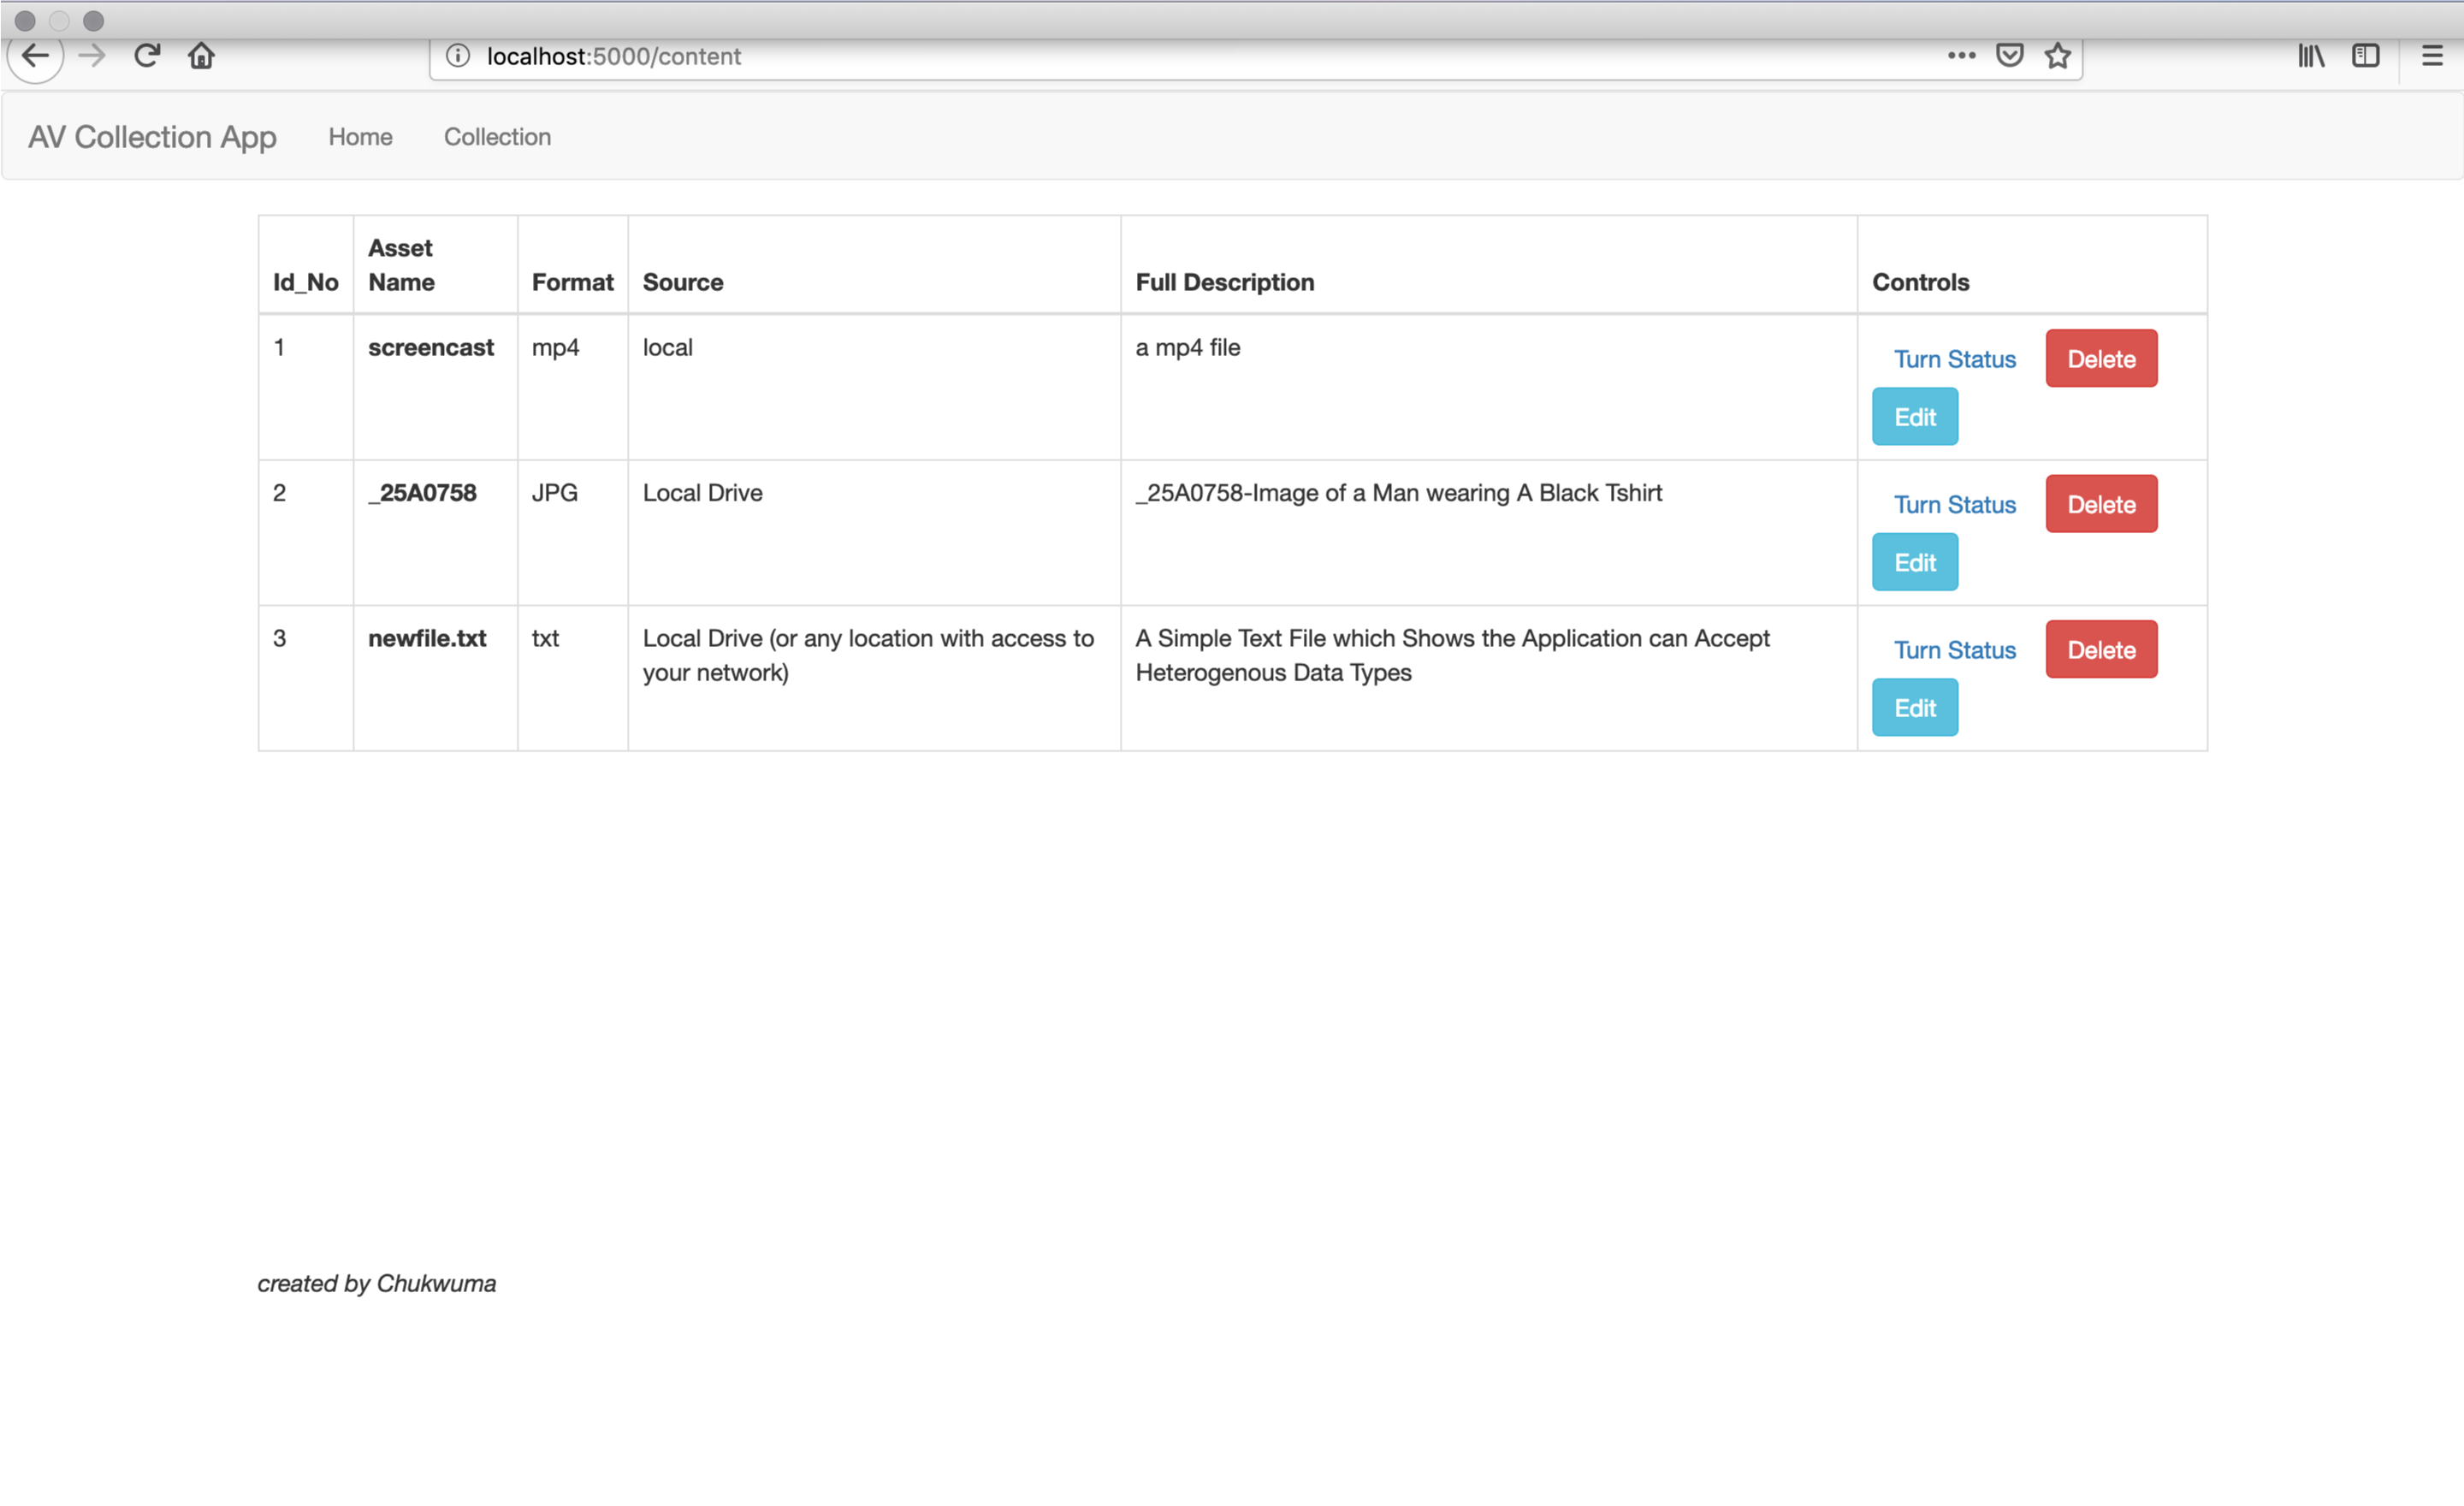 localhost:5000/content
AV Collection App Home Collection
Id_No Asset Name Format Source Full Description Controls
1 screencast mp4 local a mp4 file Turn Status Delete
Edit
2 _25A0758 JPG Local Drive _25A0758-Image of a Man wearing A Black Tshirt Turn Status Delete
Edit
3 newfile.txt txt Local Drive (or any location with access to your network) A Simple Text File which Shows the Application can Accept Heterogenous Data Types Turn Status Delete
Edit
created by Chukwuma